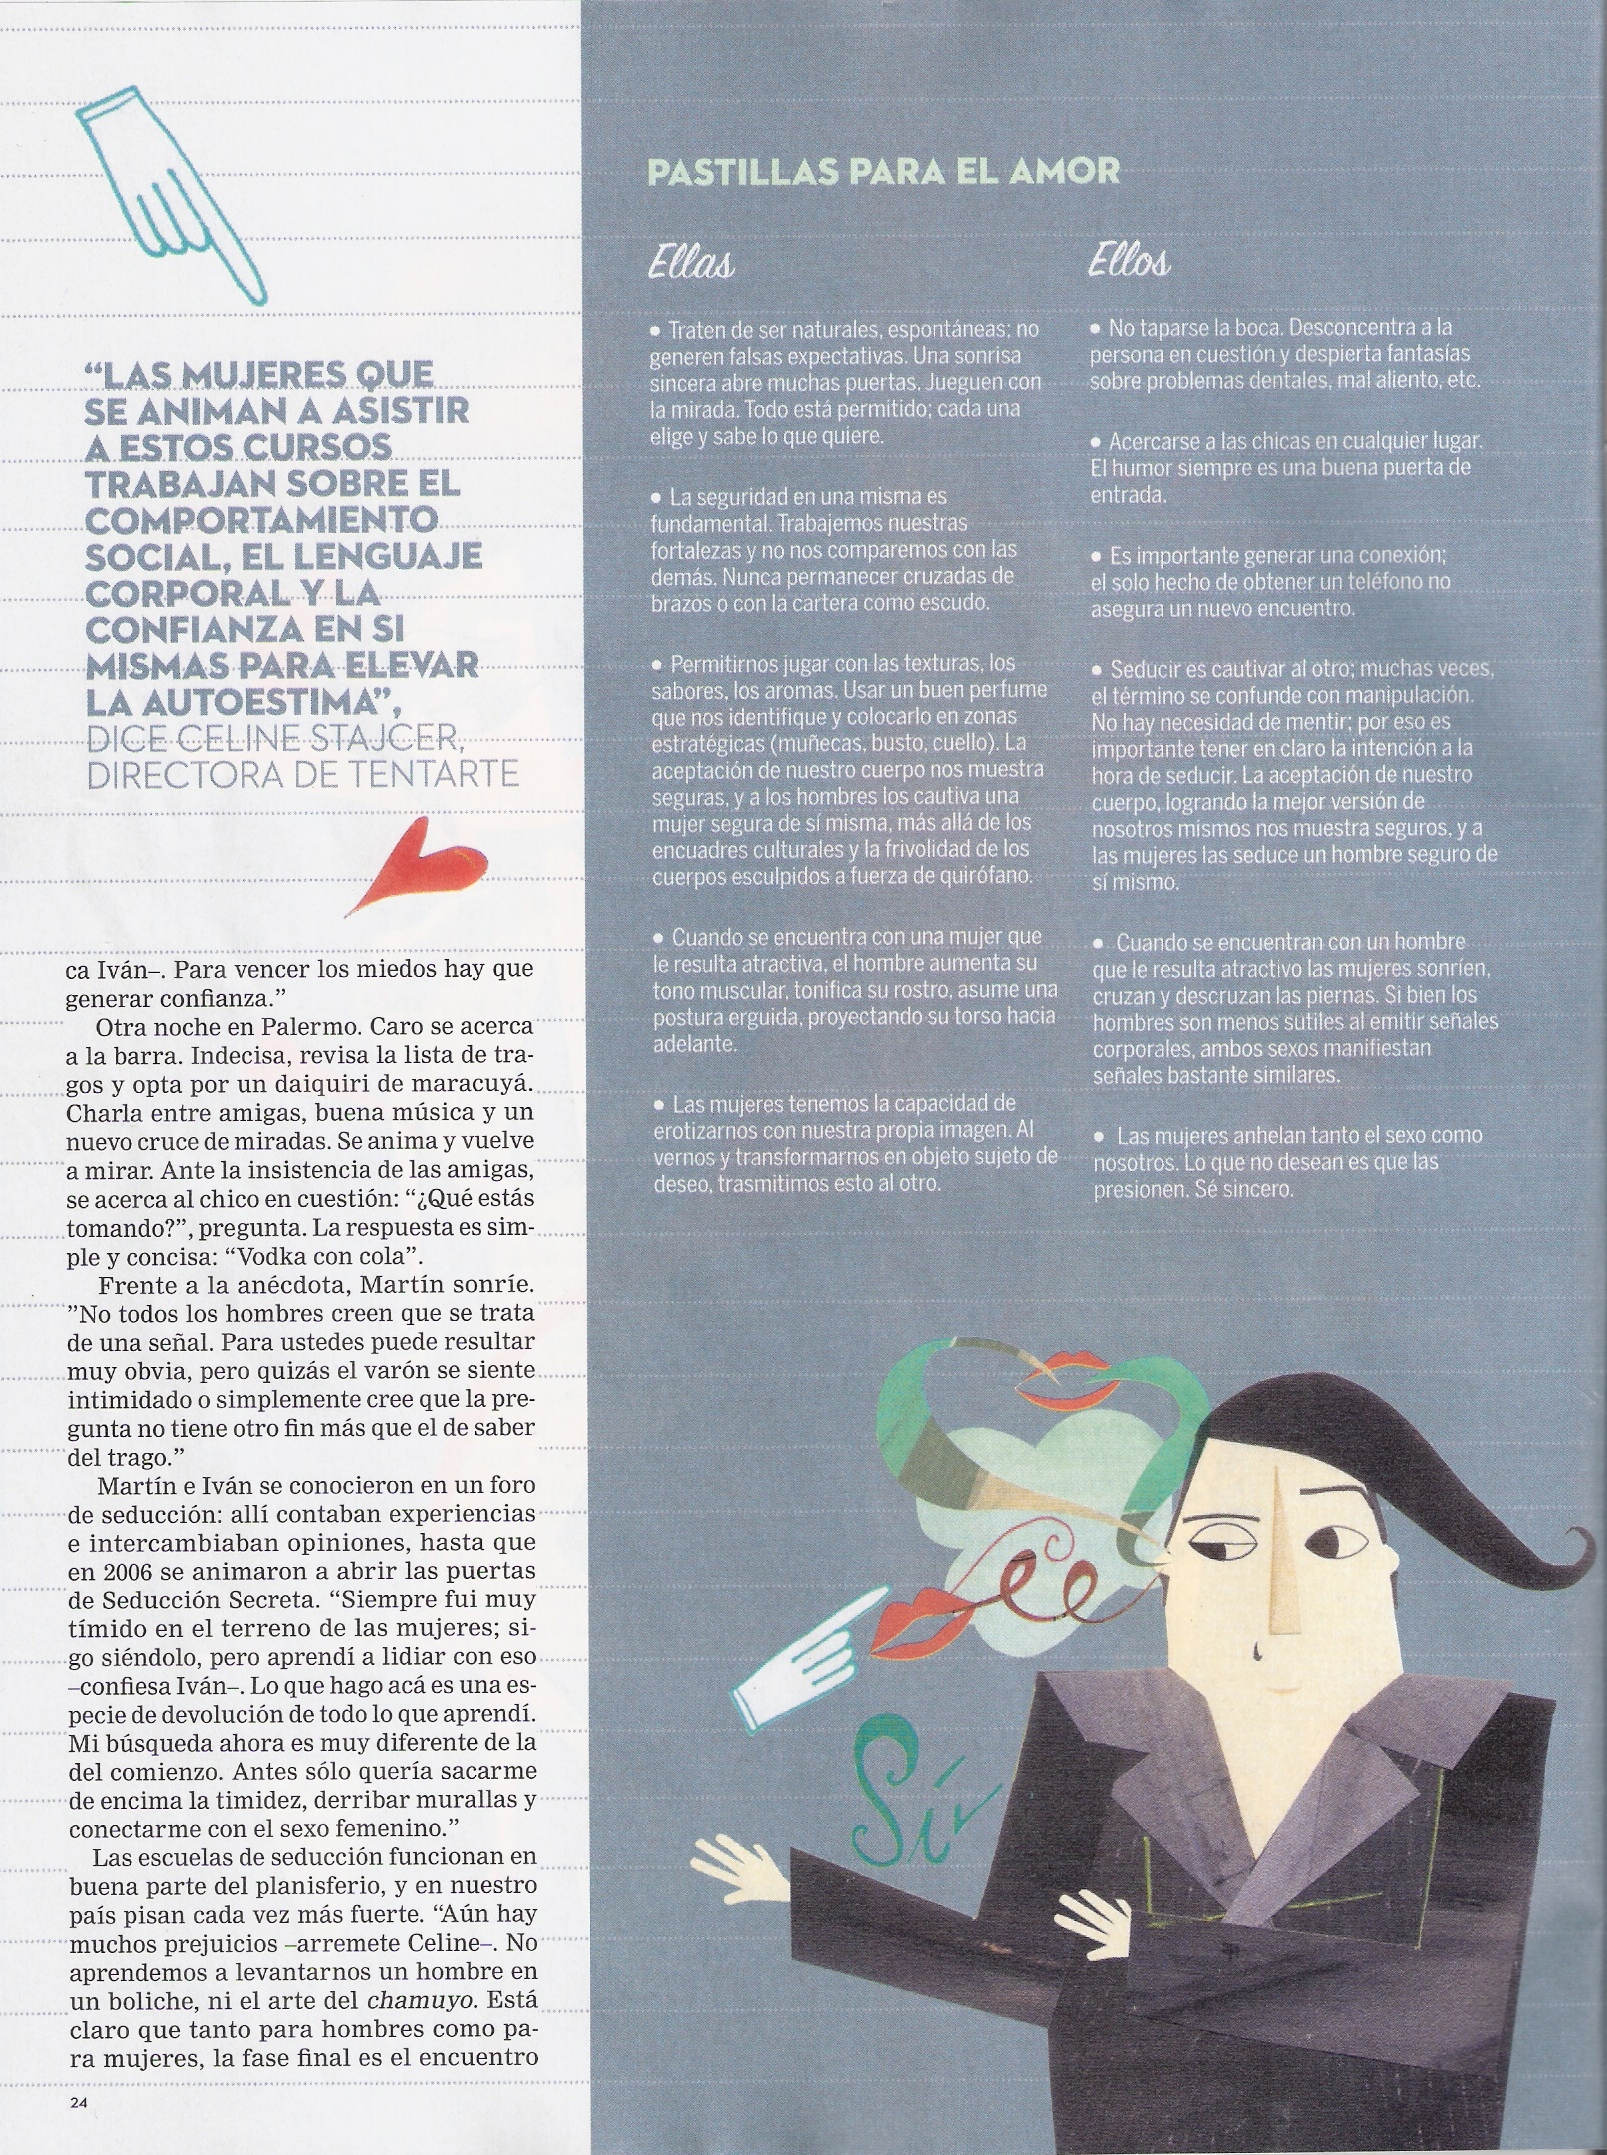 “LAS MUJERES QUE
SE ANIMAN A ASISTIR
A ESTOS CURSOS
TRABAJAN SOBRE EL
COMPORTAMIENTO
SOCIAL, EL LENGUAJE
CORPORAL Y LA
CONFIANZA EN SI
MISMAS PARA ELEVAR
LA AUTOESTIMA”,
DICE CELINE STAJCER,
DIRECTORA DE TENTARTE
ca Iván–. Para vencer los miedos hay que
generar confianza.”
Otra noche en Palermo. Caro se acerca
a la barra. Indecisa, revisa la lista de tra-
gos y opta por un daiquiri de maracuyá.
Charla entre amigas, buena música y un
nuevo cruce de miradas. Se anima y vuelve
a mirar. Ante la insistencia de las amigas,
se acerca al chico en cuestión: “¿Qué estás
tomando?”, pregunta. La respuesta es sim-
ple y concisa: “Vodka con cola”.
Frente a la anécdota, Martín sonríe.
”No todos los hombres creen que se trata
de una señal. Para ustedes puede resultar
muy obvia, pero quizás el varón se siente
intimidado o simplemente cree que la pre-
gunta no tiene otro fin más que el de saber
del trago.”
Martín e Iván se conocieron en un foro
de seducción: allí contaban experiencias
e intercambiaban opiniones, hasta que
en 2006 se animaron a abrir las puertas
de Seducción Secreta. “Siempre fui muy
tímido en el terreno de las mujeres; si-
go siéndolo, pero aprendí a lidiar con eso
–confiesa Iván–. Lo que hago acá es una es-
pecie de devolución de todo lo que aprendí.
Mi búsqueda ahora es muy diferente de la
del comienzo. Antes sólo quería sacarme
de encima la timidez, derribar murallas y
conectarme con el sexo femenino.”
Las escuelas de seducción funcionan en
buena parte del planisferio, y en nuestro
país pisan cada vez más fuerte. “Aún hay
muchos prejuicios –arremete Celine–. No
aprendemos a levantarnos un hombre en
un boliche, ni el arte del chamuyo. Está
claro que tanto para hombres como pa-
ra mujeres, la fase final es el encuentro
24
PASTILLAS PARA EL AMOR
Ellas
• Traten de ser naturales, espontáneas; no
generen falsas expectativas. Una sonrisa
sincera abre muchas puertas. Jueguen con
la mirada. Todo está permitido; cada una
elige y sabe lo que quiere.
• La seguridad en una misma es
fundamental. Trabajemos nuestras
fortalezas y no nos comparemos con las
demás. Nunca permanecer cruzadas de
brazos o con la cartera como escudo.
• Permitirnos jugar con las texturas, los
sabores, los aromas. Usar un buen perfume
que nos identifique y colocarlo en zonas
estratégicas (muñecas, busto, cuello). La
aceptación de nuestro cuerpo nos muestra
seguras, y a los hombres los cautiva una
mujer segura de sí misma, más allá de los
encuadres culturales y la frivolidad de los
cuerpos esculpidos a fuerza de quirófano.
• Cuando se encuentra con una mujer que
le resulta atractiva, el hombre aumenta su
tono muscular, tonifica su rostro, asume una
postura erguida, proyectando su torso hacia
adelante.
• Las mujeres tenemos la capacidad de
erotizarnos con nuestra propia imagen. Al
vernos y transformarnos en objeto sujeto de
deseo, trasmitimos esto al otro.
Ellos
• No taparse la boca. Desconcentra a la
persona en cuestión y despierta fantasías
sobre problemas dentales, mal aliento, etc.
• Acercarse a las chicas en cualquier lugar.
El humor siempre es una buena puerta de
entrada.
• Es importante generar una conexión;
el solo hecho de obtener un teléfono no
asegura un nuevo encuentro.
• Seducir es cautivar al otro; muchas veces,
el término se confunde con manipulación.
No hay necesidad de mentir; por eso es
importante tener en claro la intención a la
hora de seducir. La aceptación de nuestro
cuerpo, logrando la mejor versión de
nosotros mismos nos muestra seguros, y a
las mujeres las seduce un hombre seguro de
sí mismo.
• Cuando se encuentran con un hombre
que le resulta atractivo las mujeres sonríen,
cruzan y descruzan las piernas. Si bien los
hombres son menos sutiles al emitir señales
corporales, ambos sexos manifiestan
señales bastante similares.
• Las mujeres anhelan tanto el sexo como
nosotros. Lo que no desean es que las
presionen. Sé sincero.
Sí